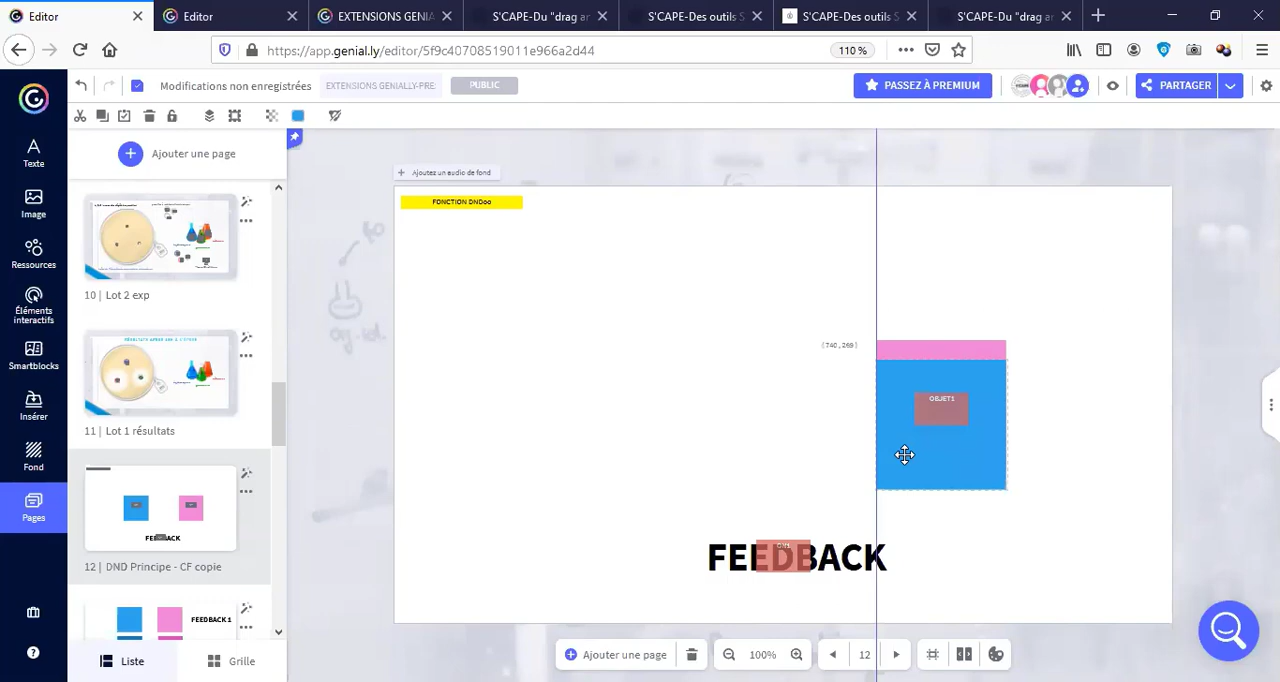 Editor
Editor
EXTENSIONS GENIA
S'CAPE-Du "drag ar
S'CAPE-Des outils S
S'CAPE-Des outils S
S'CAPE-Du "drag ar
https://app.genial.ly/editor/5f9c40708519011e966a2d44
110 %
Modifications non enregistrées
EXTENSIONS GENIALLY-PRE:
PUBLIC
PASSEZ À PREMIUM
PARTAGER
Texte
Image
Ressources
Éléments
interactifs
Smartblocks
Insérer
Fond
Pages
Ajouter une page
10 | Lot 2 exp
11 | Lot 1 résultats
FEEDBACK
12 | DND Principe - CF copie
FEEDBACK 1
Liste
Grille
Ajoutez un audio de fond
FONCTION DNDoo
(740,269)
OBJET1
FEEDBACK
Ajouter une page
100%
12